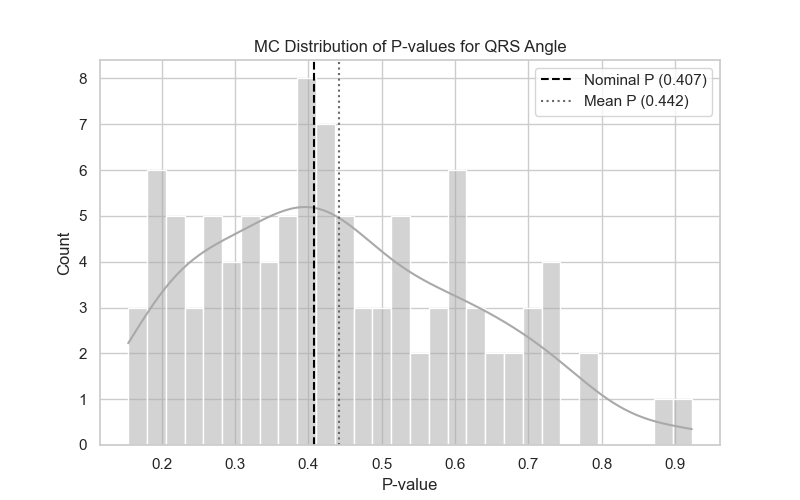 MC Distribution of P-values for QRS Angle
Nominal P (0.407)
Mean P (0.442)
Count
8
7
6
5
4
3
2
1
0
0.2 0.3 0.4 0.5 0.6 0.7 0.8 0.9
P-value